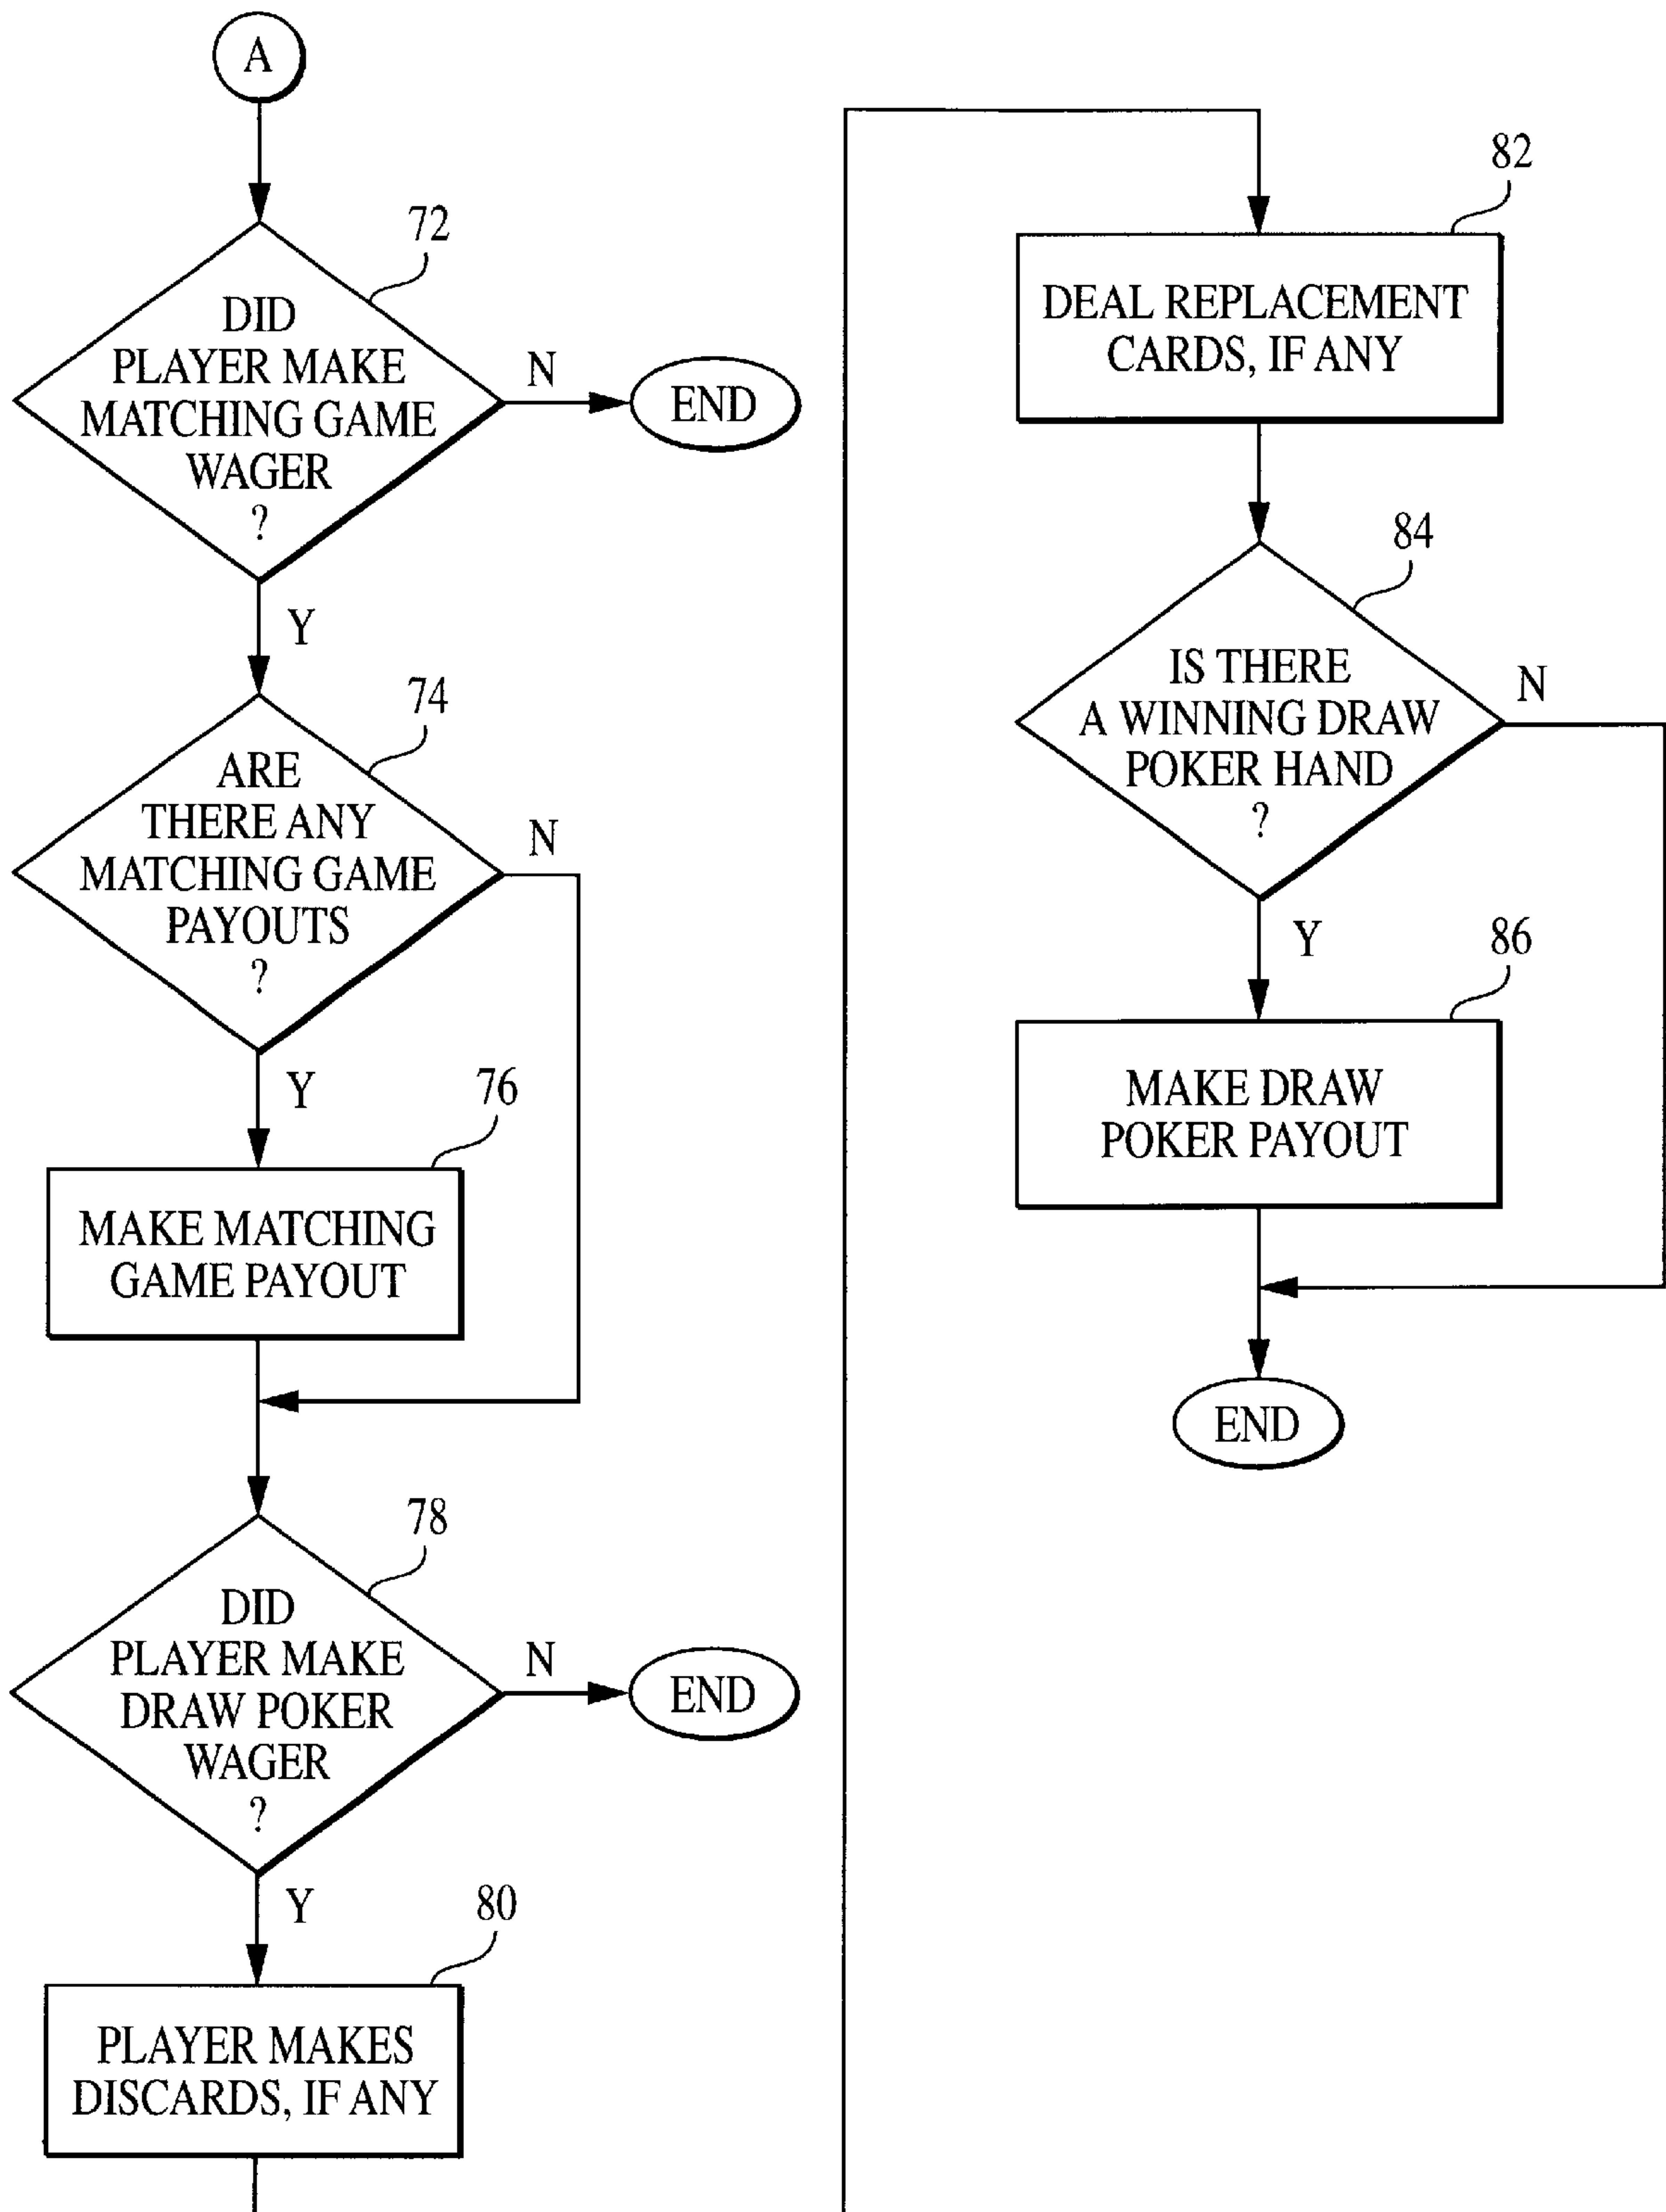 A
72
DID
PLAYER MAKE
MATCHING GAME
WAGER
?
N
END
Y
74
ARE
THERE ANY
MATCHING GAME
PAYOUTS
?
N
Y
76
MAKE MATCHING
GAME PAYOUT
78
DID
PLAYER MAKE
DRAW POKER
WAGER
?
N
END
Y
80
PLAYER MAKES
DISCARDS, IF ANY
82
DEAL REPLACEMENT
CARDS, IF ANY
84
IS THERE
A WINNING DRAW
POKER HAND
?
N
Y
86
MAKE DRAW
POKER PAYOUT
END